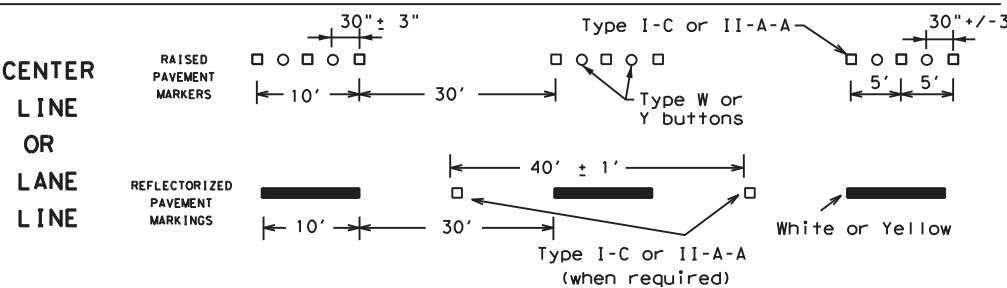 CENTER
LINE
OR
LANE
LINE
RAISED
PAVEMENT
MARKERS
30"± 3"
10'
30'
Type I-C or II-A-A
Type W or
Y buttons
30"+/-3
5'
5'
REFLECTORIZED
PAVEMENT
MARKINGS
40' ± 1'
10'
30'
Type I-C or II-A-A
(when required)
White or Yellow